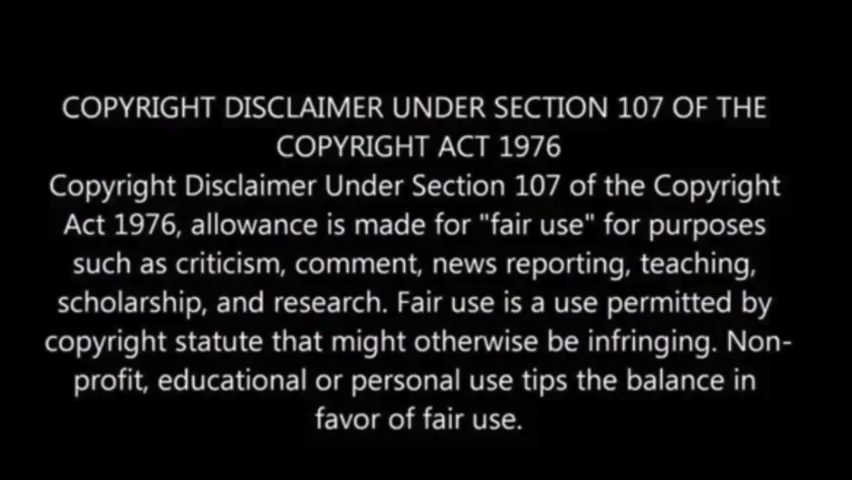 COPYRIGHT DISCLAIMER UNDER SECTION 107 OF THE
COPYRIGHT ACT 1976
Copyright Disclaimer Under Section 107 of the Copyright
Act 1976, allowance is made for "fair use" for purposes
such as criticism, comment, news reporting, teaching,
scholarship, and research. Fair use is a use permitted by
copyright statute that might otherwise be infringing. Non-
profit, educational or personal use tips the balance in
favor of fair use.